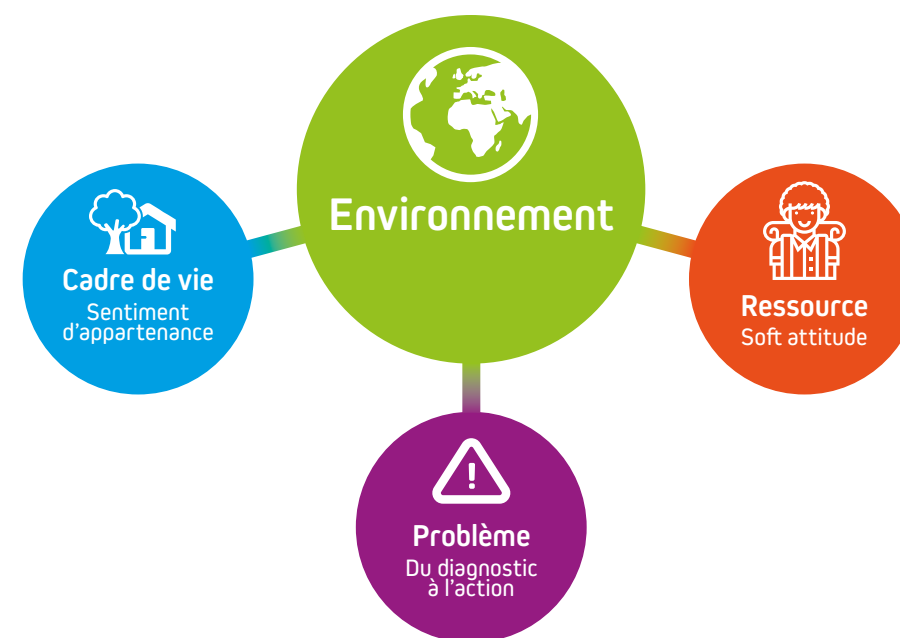 Environnement
Cadre de vie
Sentiment
d'appartenance
Ressource
Soft attitude
Problème
Du diagnostic
à l'action